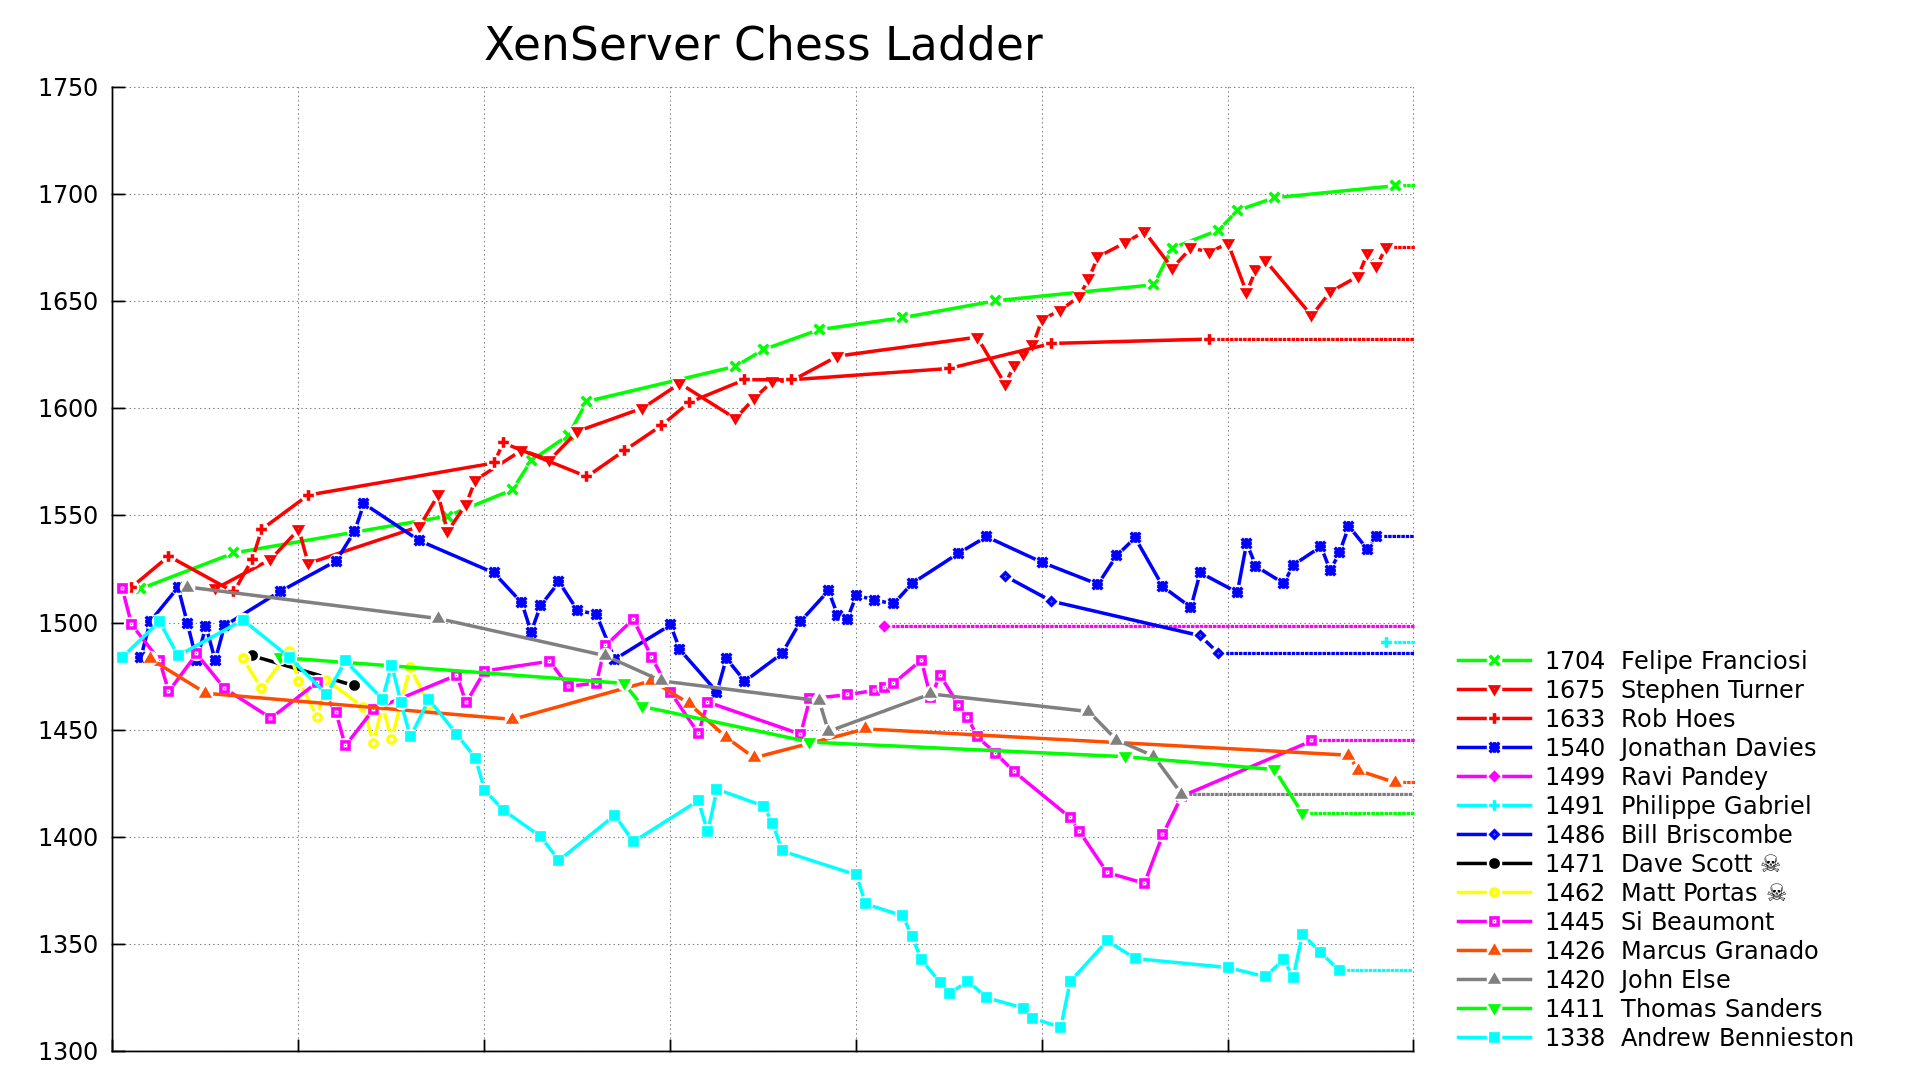 XenServer Chess Ladder
1750
1700
1650
1600
1550
1500
1450
1400
1350
1300
1704 Felipe Franciosi
1675 Stephen Turner
1633 Rob Hoes
1540 Jonathan Davies
1499 Ravi Pandey
1491 Philippe Gabriel
1486 Bill Briscombe
1471 Dave Scott ☠
1462 Matt Portas ☠
1445 Si Beaumont
1426 Marcus Granado
1420 John Else
1411 Thomas Sanders
1338 Andrew Bennieston